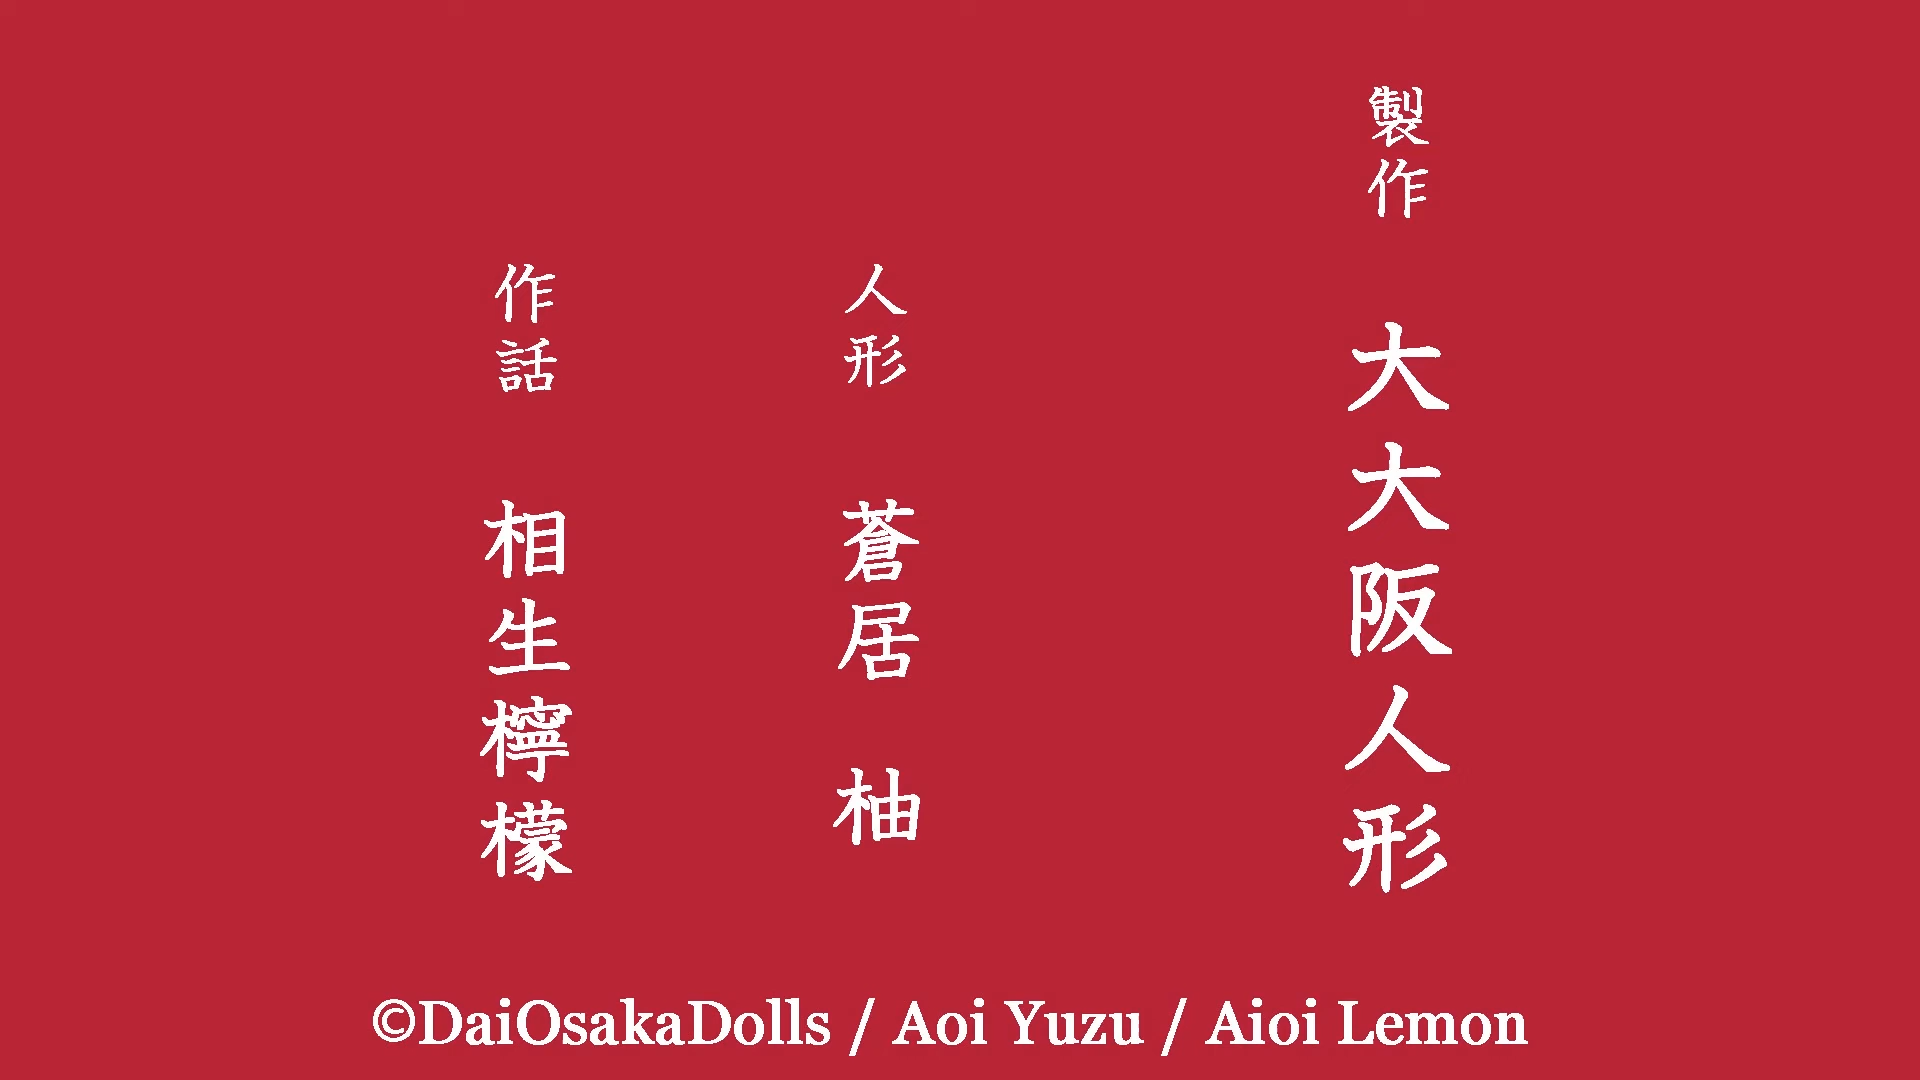 製作 大大阪人形
人形 蒼居 柚
作話 相生檸檬
©DaiOsakaDolls / Aoi Yuzu / Aioi Lemon